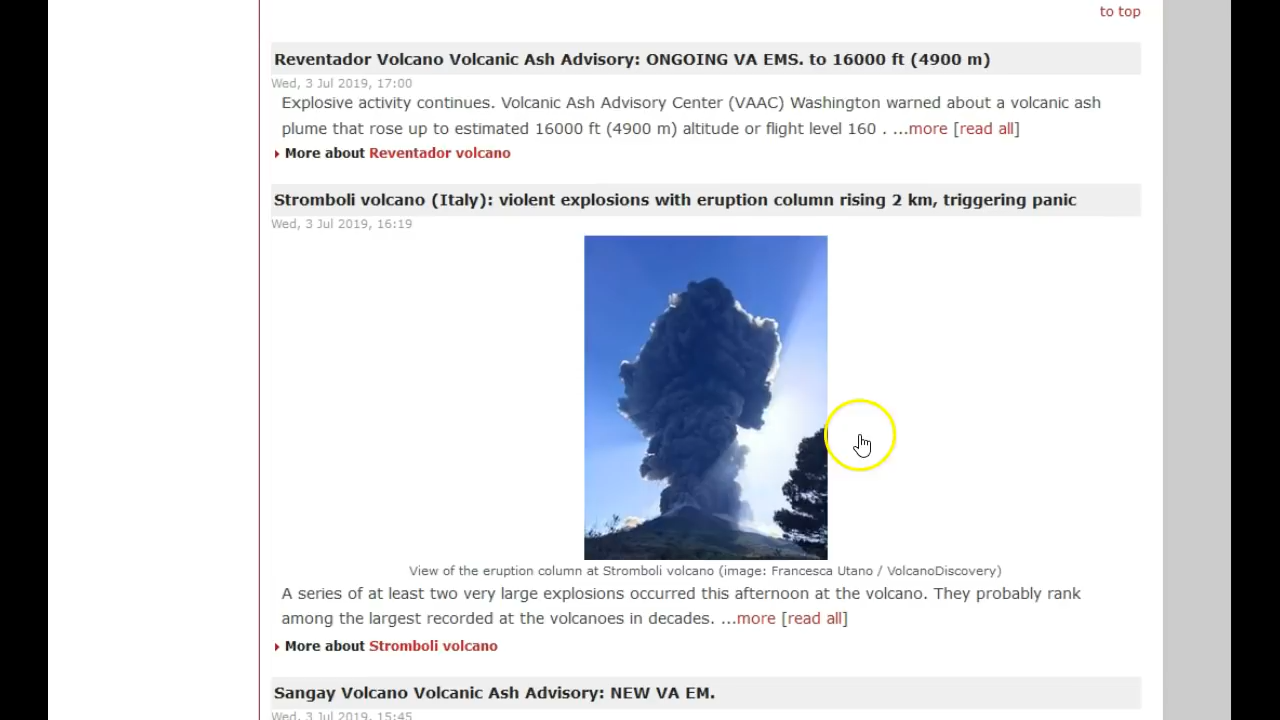 to top
Reventador Volcano Volcanic Ash Advisory: ONGOING VA EMS. to 16000 ft (4900 m)
Wed, 3 Jul 2019, 17:00
Explosive activity continues. Volcanic Ash Advisory Center (VAAC) Washington warned about a volcanic ash
plume that rose up to estimated 16000 ft (4900 m) altitude or flight level 160 . ...more [read all]
More about Reventador volcano
Stromboli volcano (Italy): violent explosions with eruption column rising 2 km, triggering panic
Wed, 3 Jul 2019, 16:19
View of the eruption column at Stromboli volcano (image: Francesca Utano / VolcanoDiscovery)
A series of at least two very large explosions occurred this afternoon at the volcano. They probably rank
among the largest recorded at the volcanoes in decades. ...more [read all]
More about Stromboli volcano
Sangay Volcano Volcanic Ash Advisory: NEW VA EM.
Wed, 3 Jul 2019, 15:45